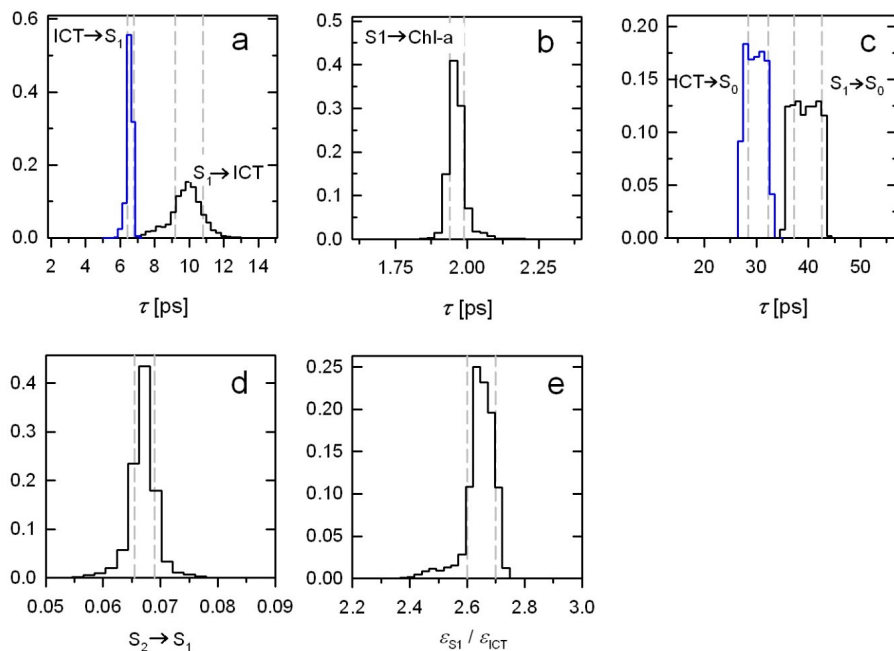 a
ICT→S₁
S₁→ICT
0.6
0.4
0.2
0.0
2 4 6 8 10 12 14
τ [ps]
b
S1→Chl-a
0.5
0.4
0.3
0.2
0.1
0.0
1.75 2.00 2.25
τ [ps]
c
ICT→S₀
S₁→S₀
0.20
0.15
0.10
0.05
0.00
20 30 40 50
τ [ps]
d
0.4
0.3
0.2
0.1
0.0
0.05 0.06 0.07 0.08 0.09
S₂→S₁
e
0.25
0.20
0.15
0.10
0.05
0.00
2.2 2.4 2.6 2.8 3.0
εS1 / εICT